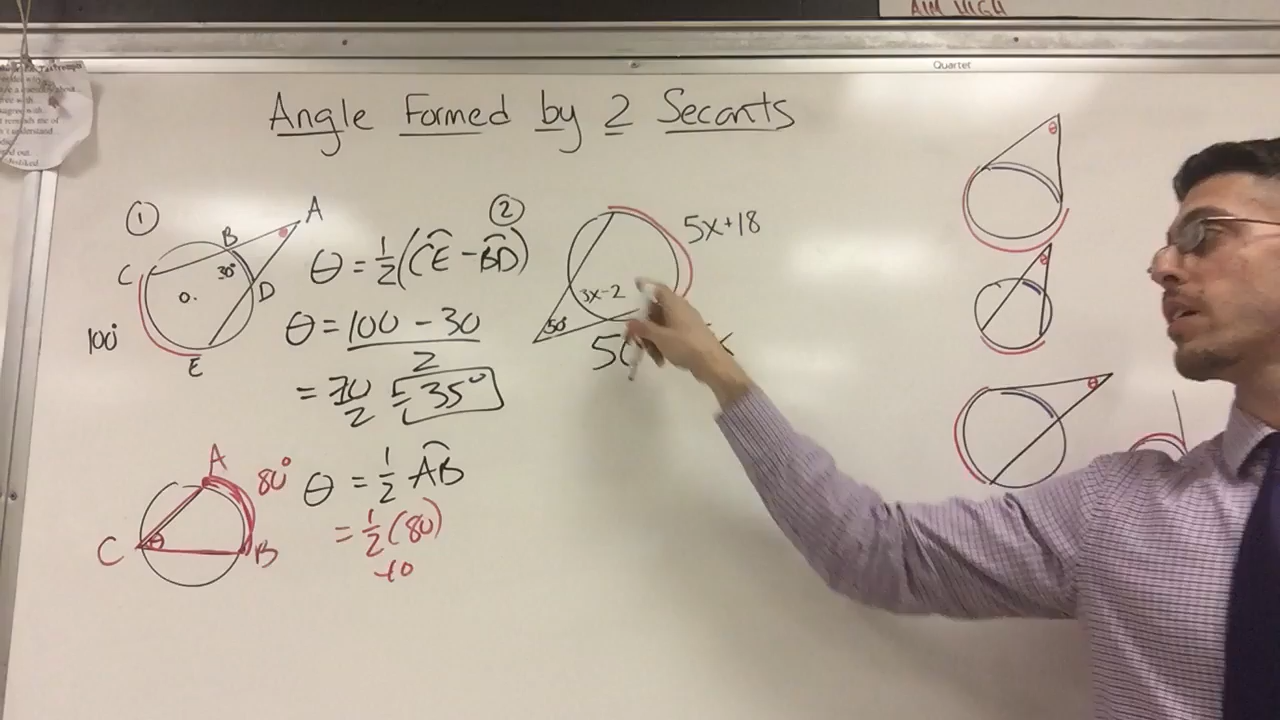 AIM HIGH
Quartet
Angle Formed by 2 Secants
1
A
B
C
30°
O.
D
100°
E
θ = 1/2(CE - BD)
θ = 100 - 30
2
= 70/2 = 35°
2
5x+18
3x-2
50
A
80°
C
θ
B
θ = 1/2 AB
= 1/2(80)
40
θ
θ
θ